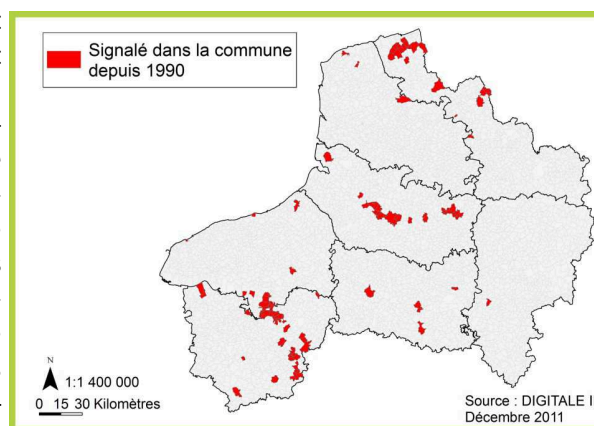 Signalé dans la commune
depuis 1990
N
1:1 400 000
0 15 30 Kilomètres
Source : DIGITALE I
Décembre 2011